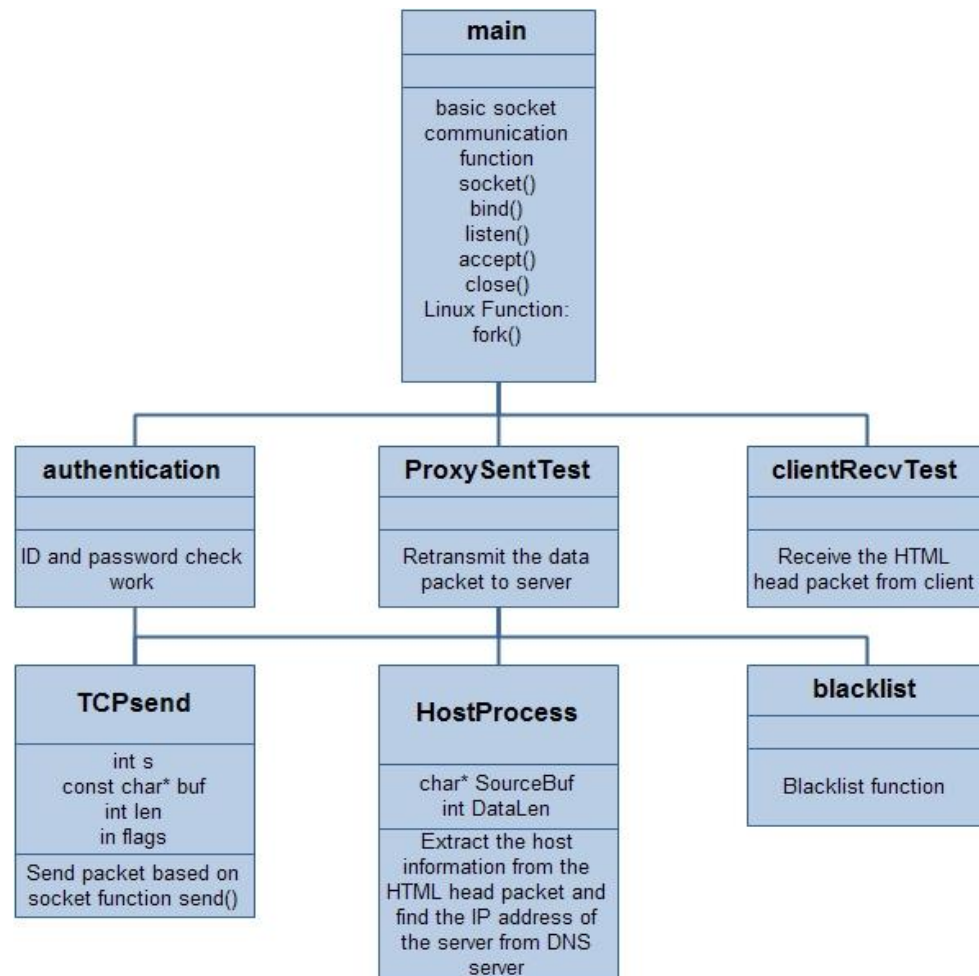 main
basic socket
communication
function
socket()
bind()
listen()
accept()
close()
Linux Function:
fork()
authentication
ID and password check
work
ProxySentTest
Retransmit the data
packet to server
clientRecvTest
Receive the HTML
head packet from client
TCPsend
int s
const char* buf
int len
in flags
Send packet based on
socket function send()
HostProcess
char* SourceBuf
int DataLen
Extract the host
information from the
HTML head packet and
find the IP address of
the server from DNS
server
blacklist
Blacklist function